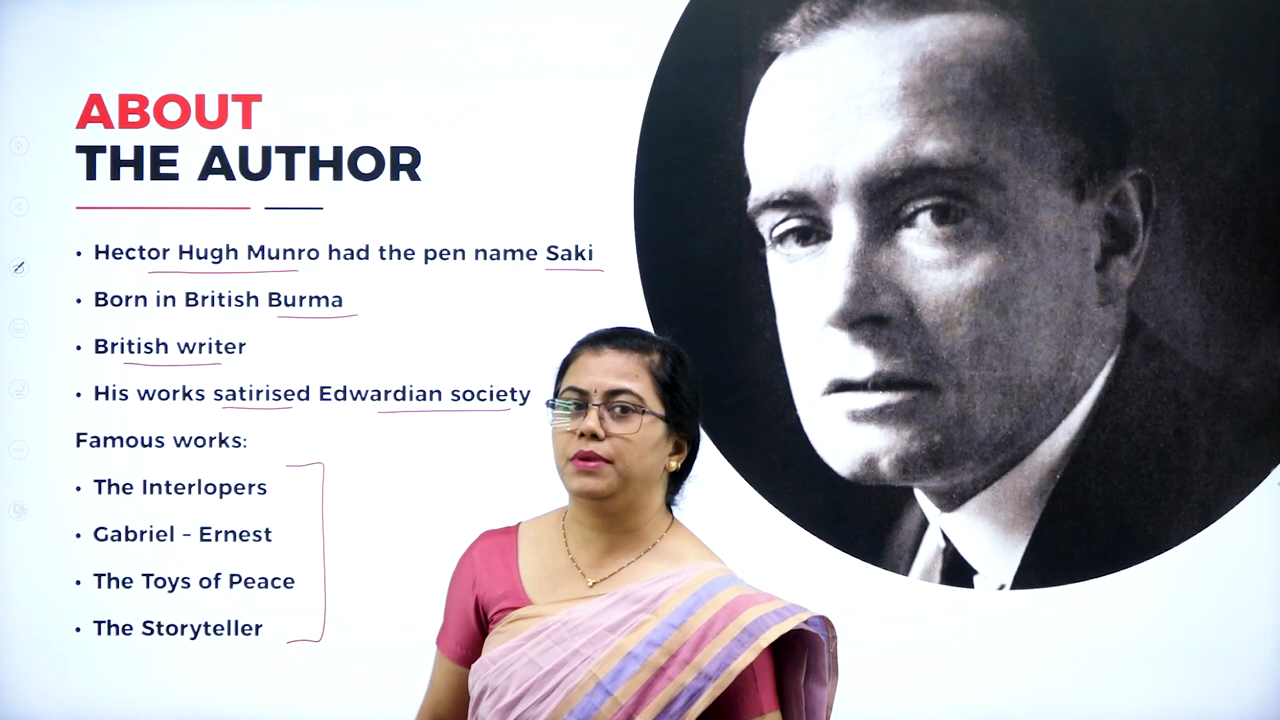 ABOUT
THE AUTHOR
• Hector Hugh Munro had the pen name Saki
• Born in British Burma
• British writer
• His works satirised Edwardian society
Famous works:
• The Interlopers
• Gabriel - Ernest
• The Toys of Peace
• The Storyteller